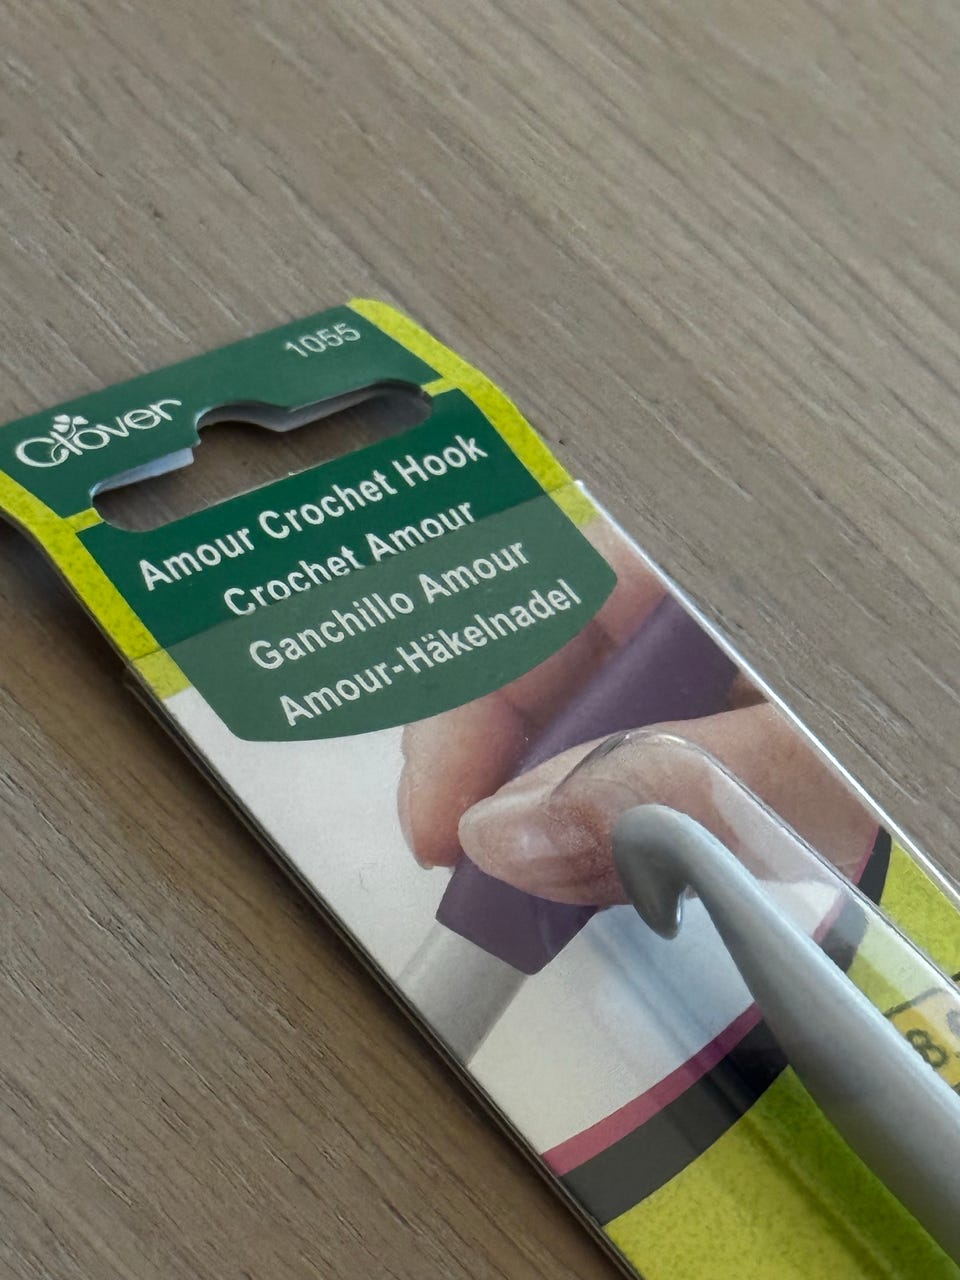 1055
Clover
Amour Crochet Hook
Crochet Amour
Ganchillo Amour
Amour-Häkelnadel